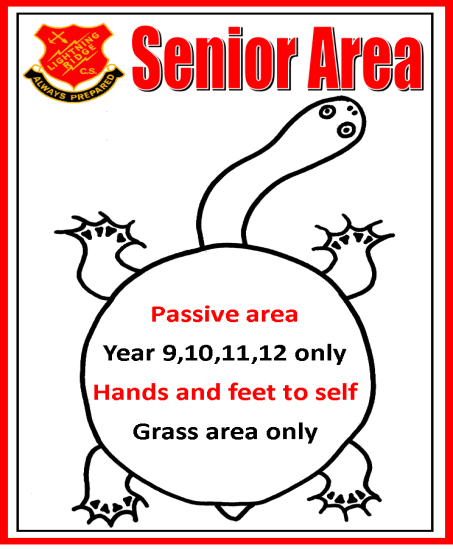 LIGHTNING
RIDGE
C.S.
ALWAYS PREPARED
Senior Area
Passive area
Year 9,10,11,12 only
Hands and feet to self
Grass area only